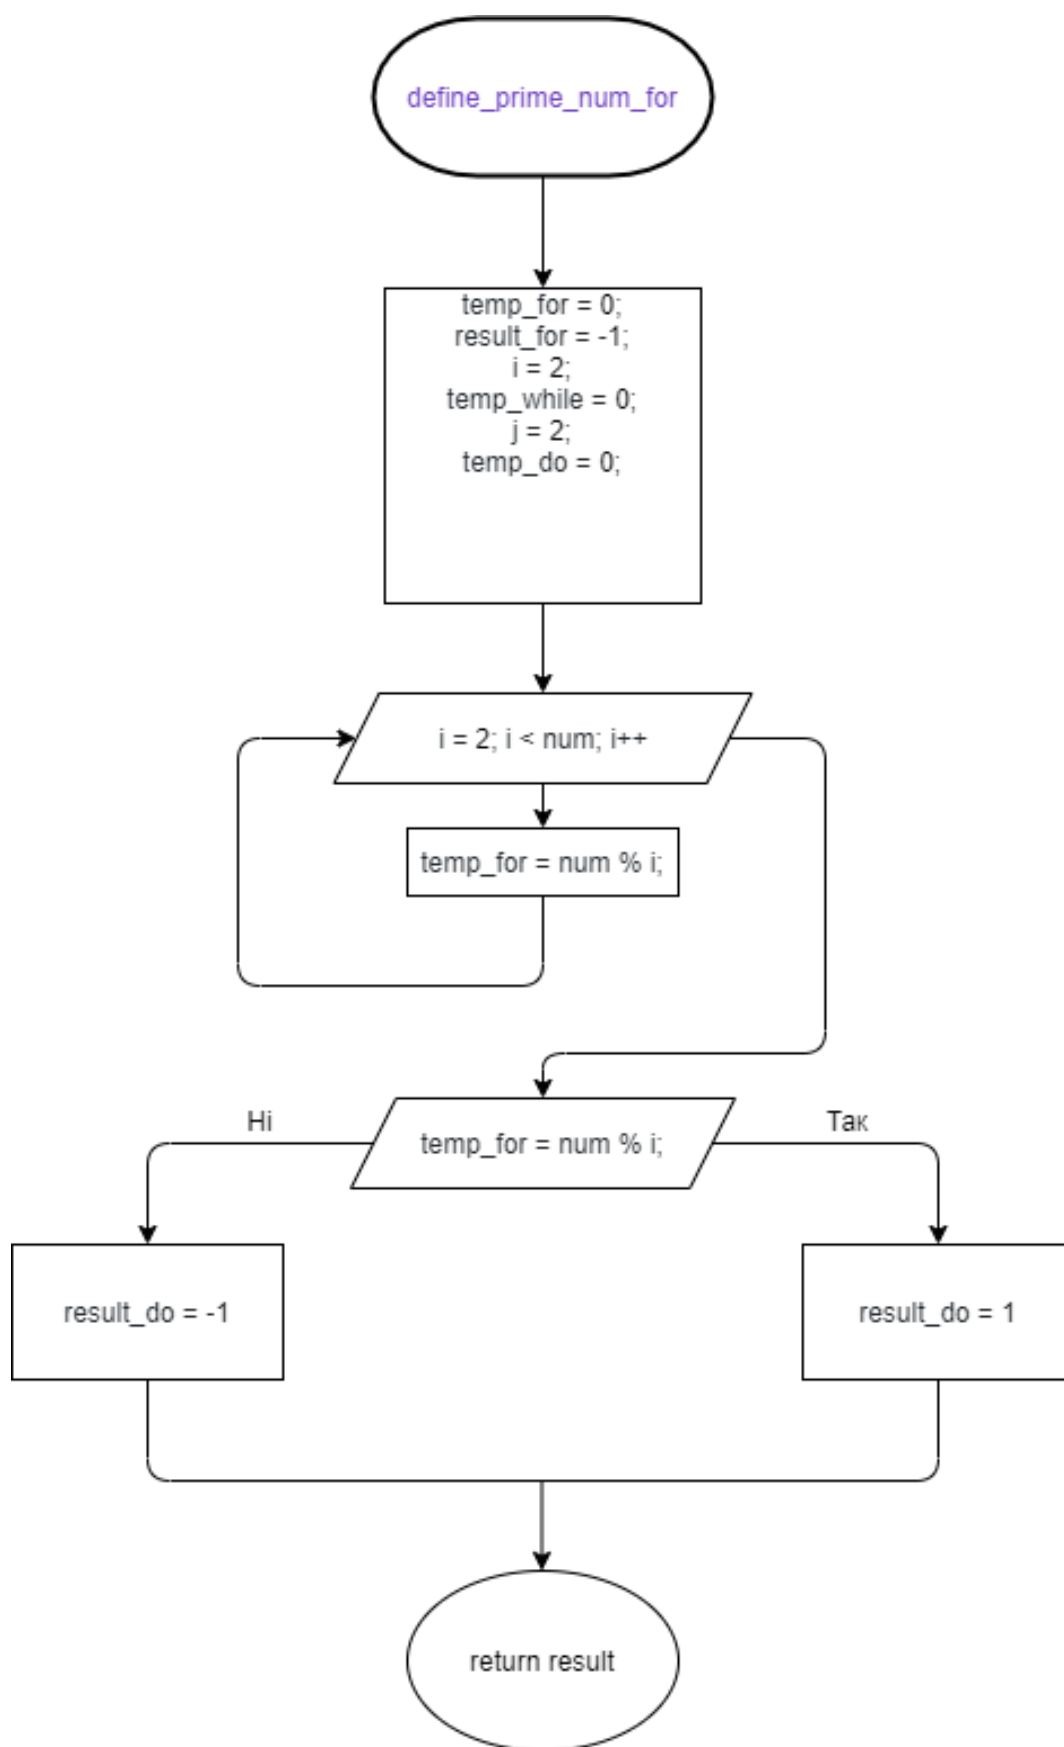 define_prime_num_for
temp_for = 0;
result_for = -1;
i = 2;
temp_while = 0;
j = 2;
temp_do = 0;
i = 2; i < num; i++
temp_for = num % i;
Ні
temp_for = num % i;
Так
result_do = -1
result_do = 1
return result